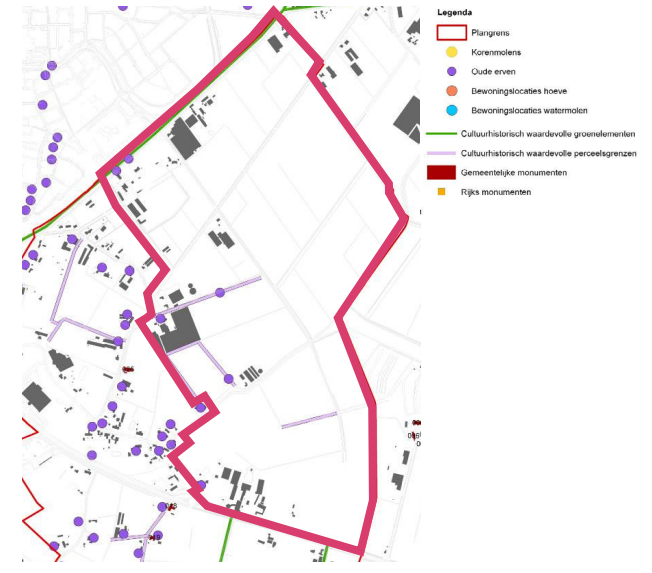 Legenda
Plangrens
Korenmolens
Oude erven
Bewoningslocaties hoeve
Bewoningslocaties watermolen
Cultuurhistorisch waardevolle groenelementen
Cultuurhistorisch waardevolle perceelsgrenzen
Gemeentelijke monumenten
Rijks monumenten